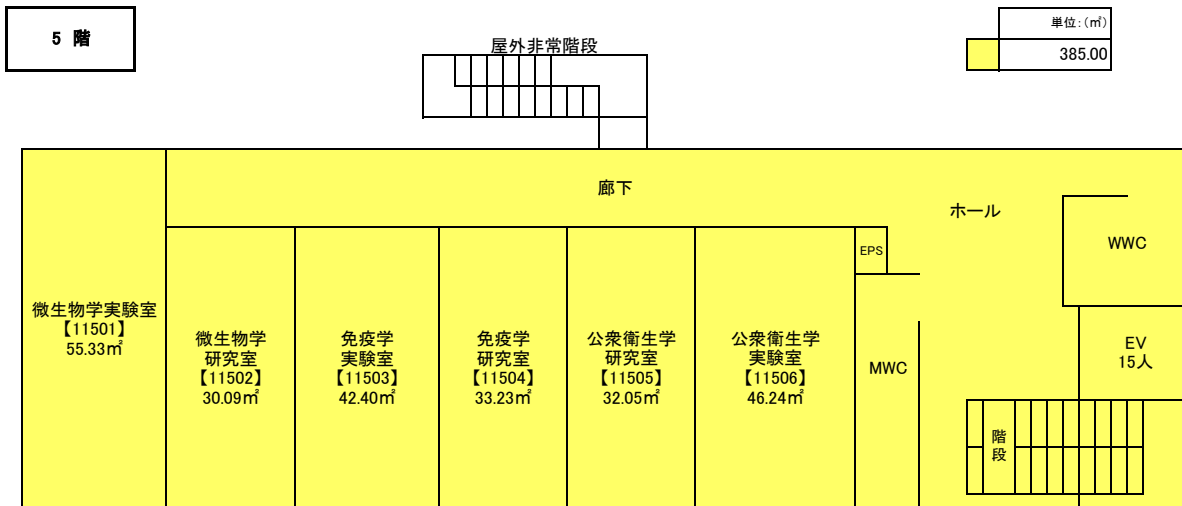 5 階
屋外非常階段
単位：（㎡）
385.00
廊下
ホール
WWC
EPS
微生物学実験室
【11501】
55.33㎡
微生物学
研究室
【11502】
30.09㎡
免疫学
実験室
【11503】
42.40㎡
免疫学
研究室
【11504】
33.23㎡
公衆衛生学
研究室
【11505】
32.05㎡
公衆衛生学
実験室
【11506】
46.24㎡
MWC
EV
15人
階
段